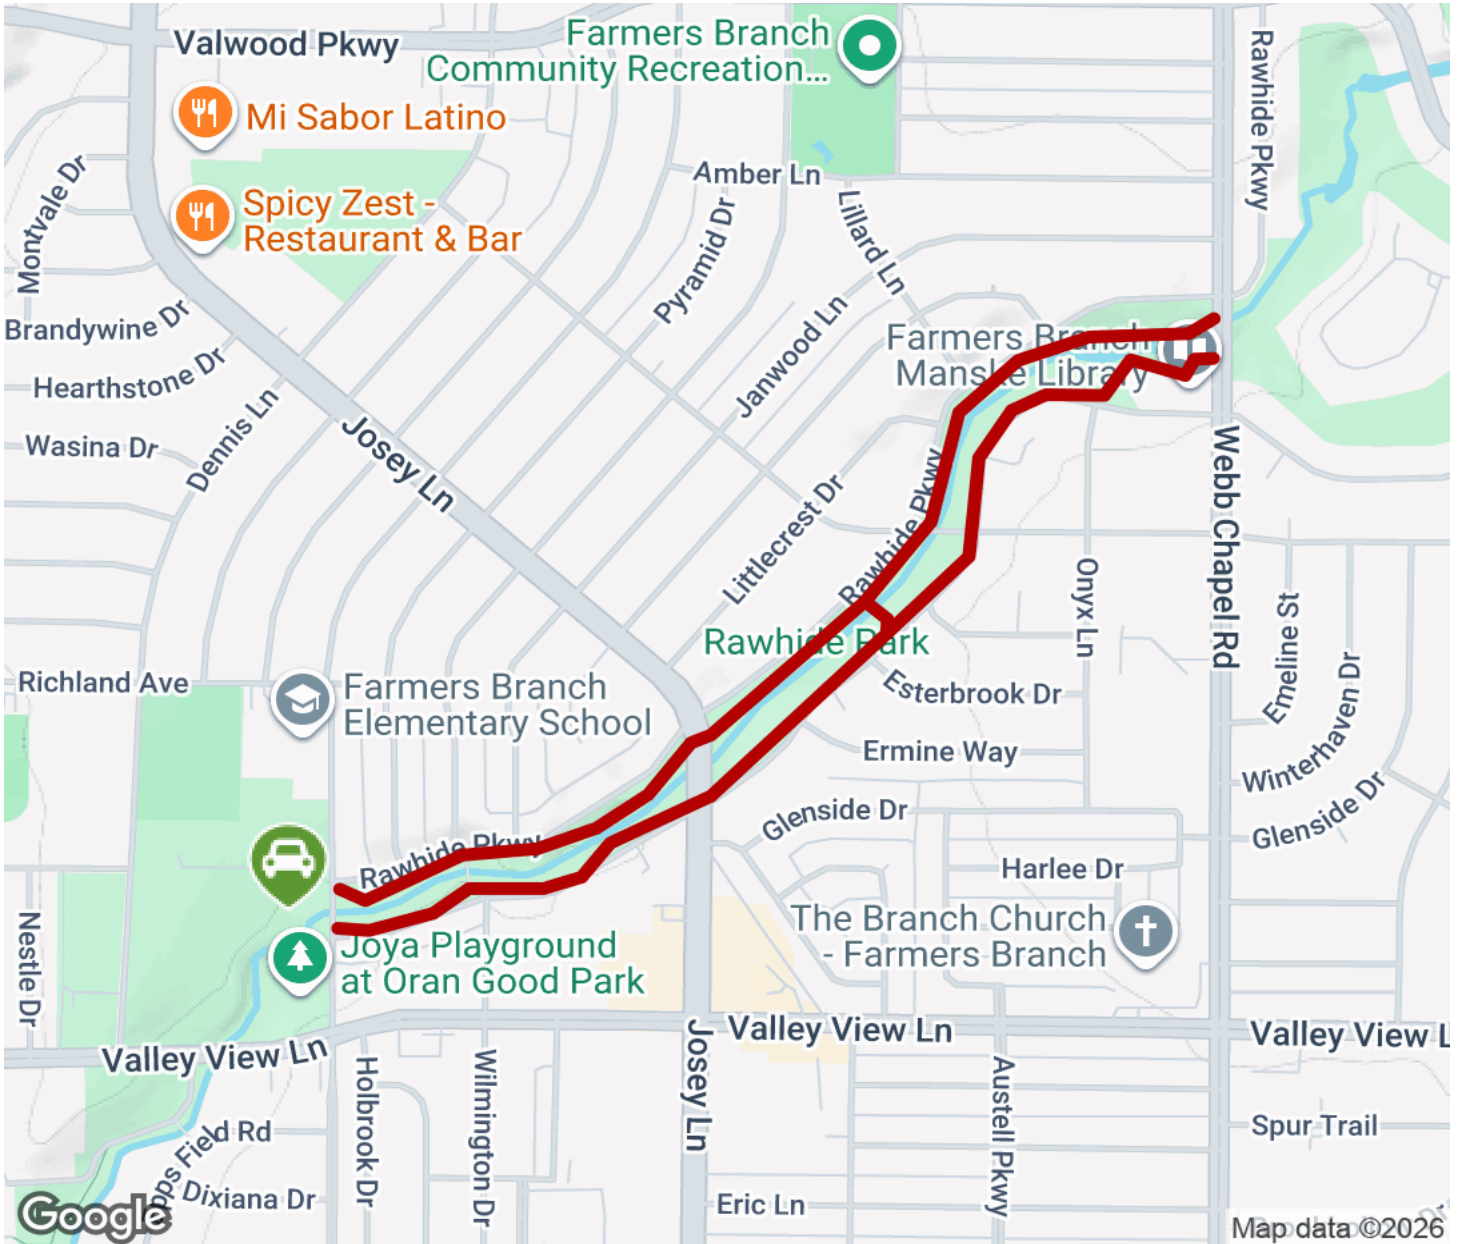 Valwood Pkwy
Farmers Branch
Community Recreation...
Rawhide Pkwy
Mi Sabor Latino
Montvale Dr
Amber Ln
Spicy Zest -
Restaurant & Bar
Pyramid Dr
Lillard Ln
Brandywine Dr
Janwood Ln
Farmers Branch
Manske Library
Hearthstone Dr
Dennis Ln
Josey Ln
Wasina Dr
Webb Chapel Rd
Littlecrest Dr
Rawhide Pkwy
Onyx Ln
Emeline St
Rawhide Park
Richland Ave
Farmers Branch
Elementary School
Esterbrook Dr
Winterhaven Dr
Ermine Way
Glenside Dr
Glenside Dr
Rawhide Pkwy
Harlee Dr
Nestle Dr
The Branch Church
- Farmers Branch
Joya Playground
at Oran Good Park
Valley View Ln
Valley View Ln
Valley View L
Josey Ln
Holbrook Dr
Wilmington Dr
Austell Pkwy
Spur Trail
Field Rd
Dixiana Dr
Eric Ln
Google
Map data ©2026